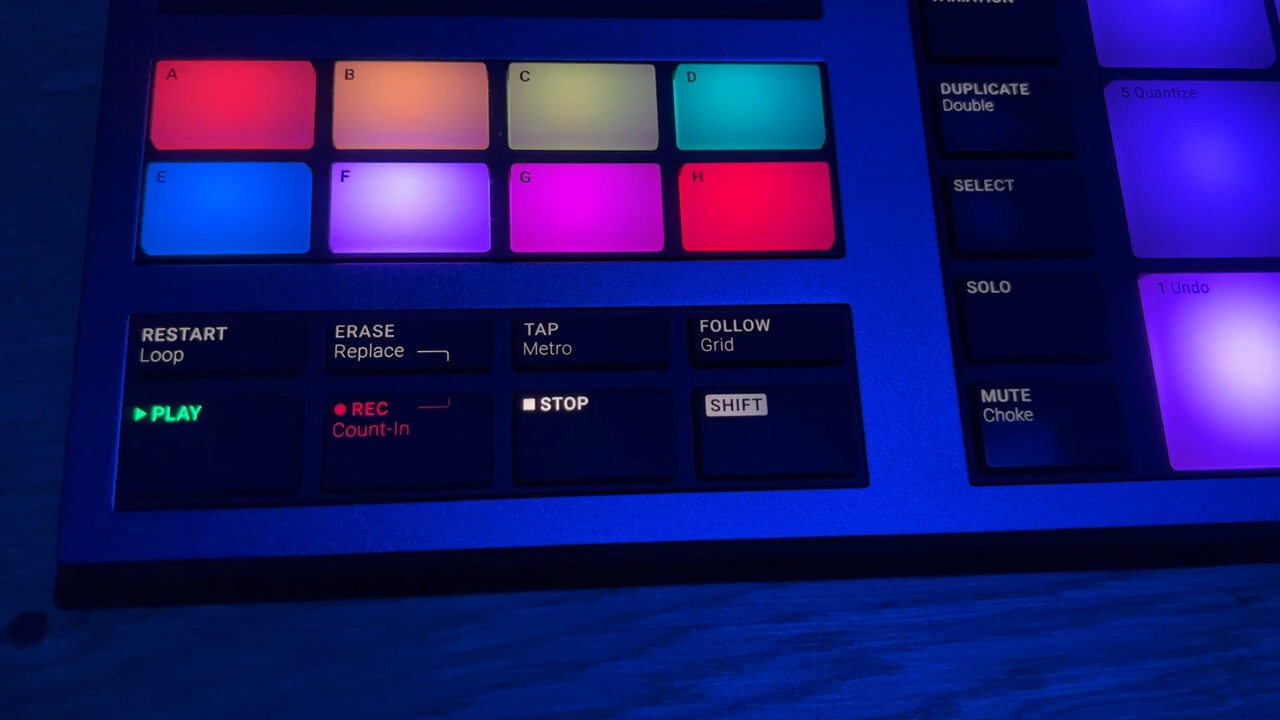 A
B
C
D
E
F
G
H
RESTART
Loop
ERASE
Replace
TAP
Metro
FOLLOW
Grid
PLAY
REC
Count-In
STOP
SHIFT
VARIATION
DUPLICATE
Double
SELECT
SOLO
MUTE
Choke
5 Quantize
1 Undo